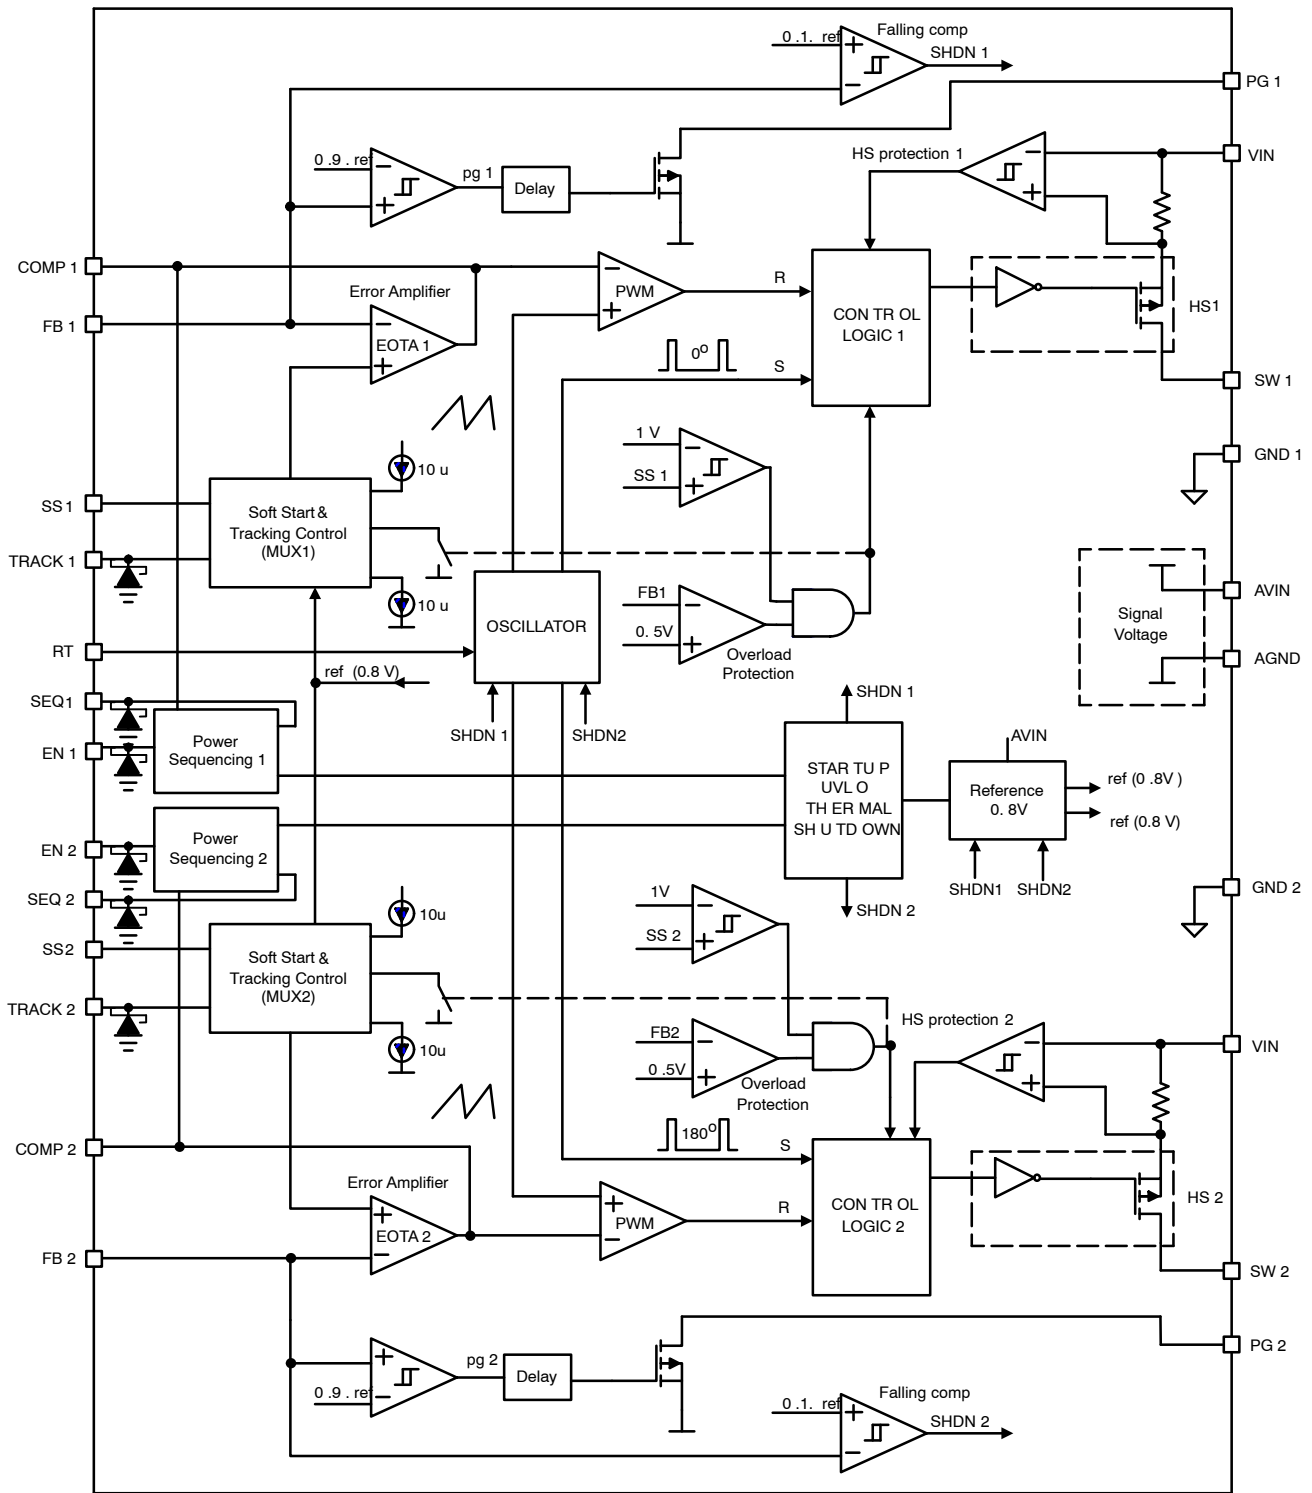 Falling comp
0 .1. ref
SHDN 1
PG 1
0 .9 . ref
pg 1
Delay
HS protection 1
VIN
COMP 1
Error Amplifier
PWM
R
CON TR OL
LOGIC 1
HS1
FB 1
EOTA 1
0o
S
SW 1
1 V
SS 1
10 u
GND 1
SS 1
Soft Start &
Tracking Control
(MUX1)
TRACK 1
10 u
OSCILLATOR
FB1
0. 5V
Overload
Protection
Signal
Voltage
AVIN
AGND
RT
ref (0.8 V)
SEQ1
SHDN 1
SHDN2
SHDN 1
EN 1
Power
Sequencing 1
STAR TU P
UVL O
TH ER MAL
SH U TD OWN
AVIN
Reference
0. 8V
ref (0 .8V )
ref (0.8 V)
EN 2
Power
Sequencing 2
SHDN1
SHDN2
SEQ 2
10u
1V
SS 2
SHDN 2
GND 2
SS2
Soft Start &
Tracking Control
(MUX2)
TRACK 2
10u
FB2
0 .5V
Overload
Protection
HS protection 2
VIN
COMP 2
180o
S
Error Amplifier
EOTA 2
PWM
R
CON TR OL
LOGIC 2
HS 2
FB 2
SW 2
pg 2
Delay
0 .9 . ref
PG 2
Falling comp
0 .1. ref
SHDN 2